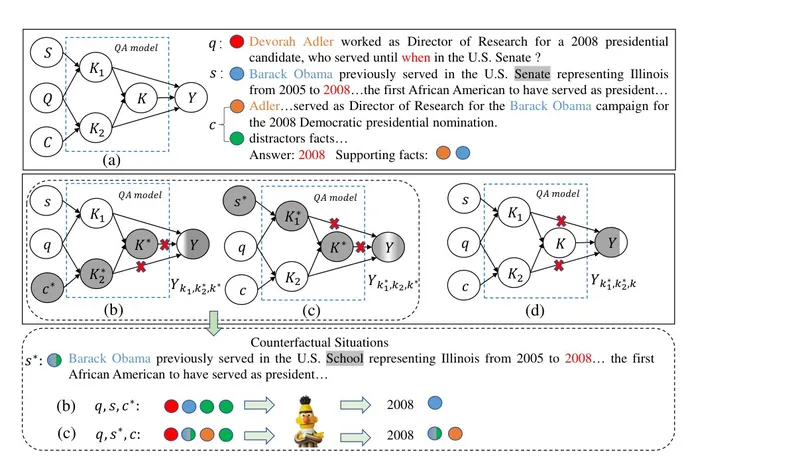 S
Q
C
QA model
K₁
K₂
K
Y
(a)
q: Devorah Adler worked as Director of Research for a 2008 presidential
candidate, who served until when in the U.S. Senate ?
s: Barack Obama previously served in the U.S. Senate representing Illinois
from 2005 to 2008…the first African American to have served as president…
c Adler…served as Director of Research for the Barack Obama campaign for
the 2008 Democratic presidential nomination.
distractors facts…
Answer: 2008 Supporting facts:
s
q
c*
QA model
K₁
K₂*
K*
Y
Y k₁,k₂*,k*
(b)
s*
q
c
QA model
K₁*
K₂
K*
Y
Y k₁*,k₂,k*
(c)
s
q
c
QA model
K₁
K₂
K
Y
Y k₁*,k₂*,k
(d)
Counterfactual Situations
s*: Barack Obama previously served in the U.S. School representing Illinois from 2005 to 2008… the first
African American to have served as president…
(b) q, s, c*: 2008
(c) q, s*, c: 2008